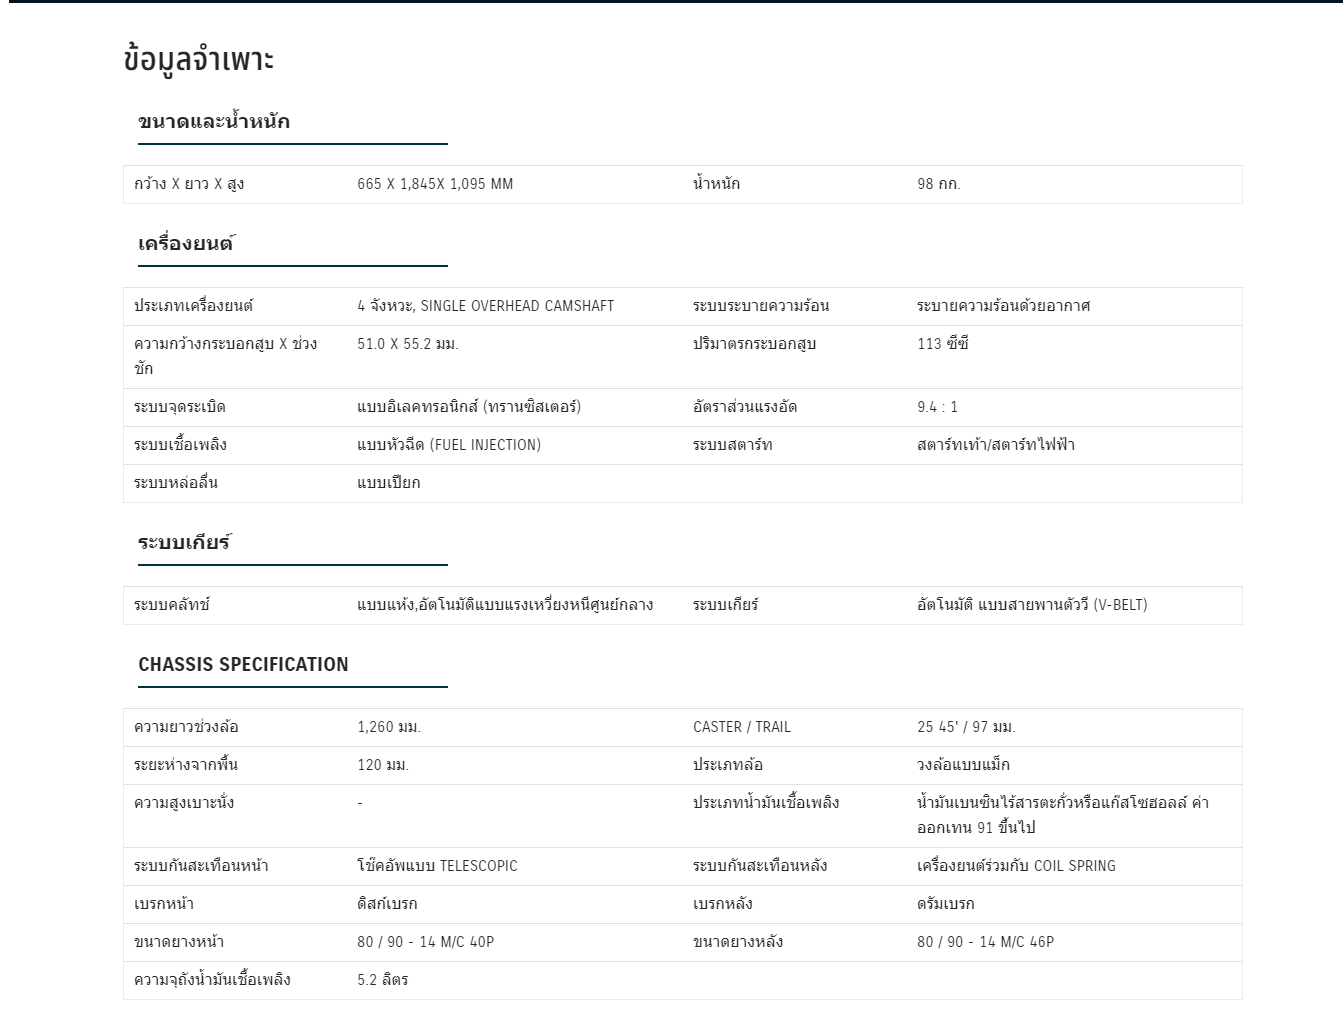 ข้อมูลจำเพาะ
ขนาดและน้ำหนัก
กว้าง X ยาว X สูง 665 X 1,845X 1,095 MM น้ำหนัก 98 กก.
เครื่องยนต์
ประเภทเครื่องยนต์ 4 จังหวะ, SINGLE OVERHEAD CAMSHAFT ระบบระบายความร้อน ระบายความร้อนด้วยอากาศ
ความกว้างกระบอกสูบ X ช่วง 51.0 X 55.2 มม. ปริมาตรกระบอกสูบ 113 ซีซี
ชัก
ระบบจุดระเบิด แบบอิเลคทรอนิกส์ (ทรานซิสเตอร์) อัตราส่วนแรงอัด 9.4 : 1
ระบบเชื้อเพลิง แบบหัวฉีด (FUEL INJECTION) ระบบสตาร์ท สตาร์ทเท้า/สตาร์ทไฟฟ้า
ระบบหล่อลื่น แบบเปียก
ระบบเกียร์
ระบบคลัทช์ แบบแห้ง,อัตโนมัติแบบแรงเหวี่ยงหนีศูนย์กลาง ระบบเกียร์ อัตโนมัติ แบบสายพานตัววี (V-BELT)
CHASSIS SPECIFICATION
ความยาวช่วงล้อ 1,260 มม. CASTER / TRAIL 25 45' / 97 มม.
ระยะห่างจากพื้น 120 มม. ประเภทล้อ วงล้อแบบแม็ก
ความสูงเบาะนั่ง - ประเภทน้ำมันเชื้อเพลิง น้ำมันเบนซินไร้สารตะกั่วหรือแก๊สโซฮอลล์ ค่า
ออกเทน 91 ขึ้นไป
ระบบกันสะเทือนหน้า โช๊คอัพแบบ TELESCOPIC ระบบกันสะเทือนหลัง เครื่องยนต์ร่วมกับ COIL SPRING
เบรกหน้า ดิสก์เบรก เบรกหลัง ดรัมเบรก
ขนาดยางหน้า 80 / 90 - 14 M/C 40P ขนาดยางหลัง 80 / 90 - 14 M/C 46P
ความจุถังน้ำมันเชื้อเพลิง 5.2 ลิตร